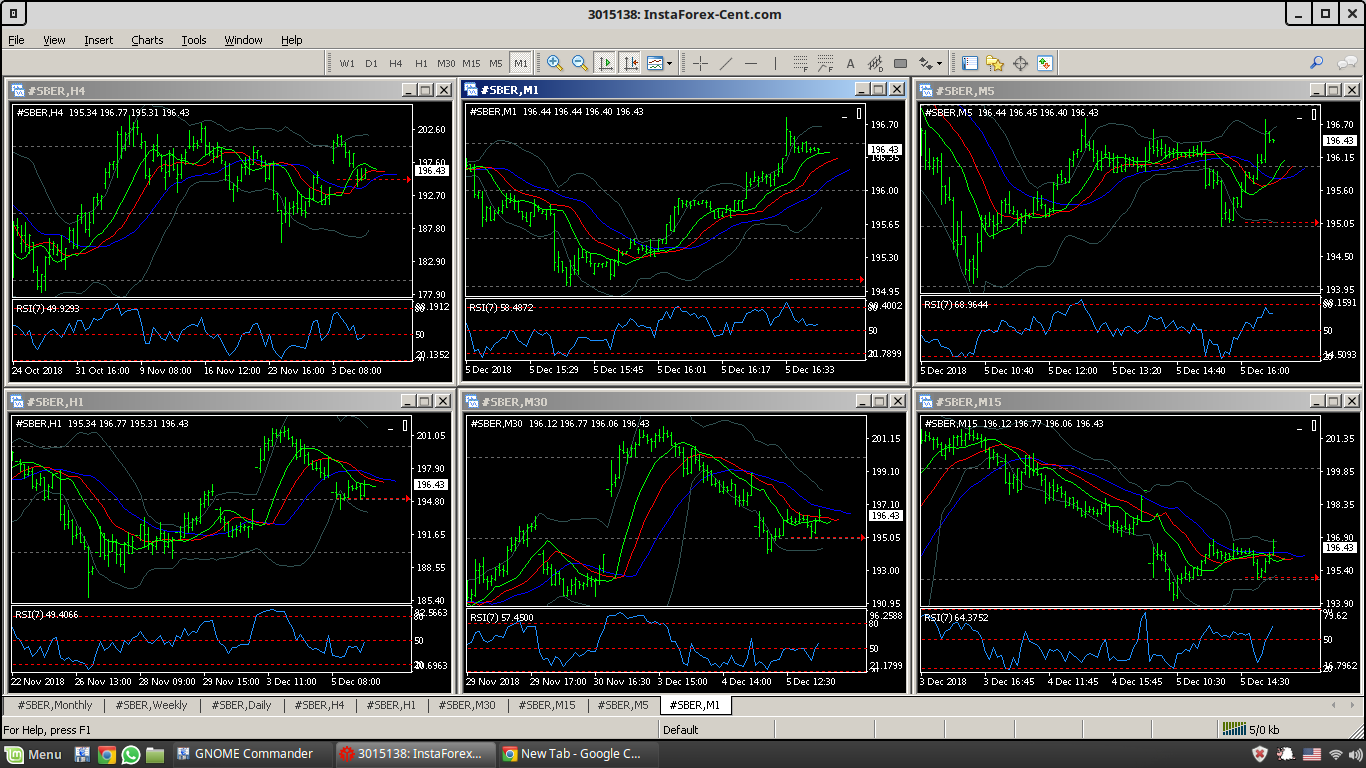 3015138: InstaForex-Cent.com
File View Insert Charts Tools Window Help
W1 D1 H4 H1 M30 M15 M5 M1
#SBER,H4
#SBER,H4 195.34 196.77 195.31 196.43
202.60
197.60
196.43
192.70
187.80
182.90
177.90
RSI(7) 49.9293
80
50
24 Oct 2018 31 Oct 16:00 9 Nov 08:00 16 Nov 12:00 23 Nov 16:00 3 Dec 08:00
#SBER,M1
#SBER,M1 196.44 196.44 196.40 196.43
196.70
196.43
196.35
196.00
195.65
195.30
194.95
RSI(7) 58.4872
50
5 Dec 2018 5 Dec 15:29 5 Dec 15:45 5 Dec 16:01 5 Dec 16:17 5 Dec 16:33
#SBER,M5
#SBER,M5 196.44 196.45 196.40 196.43
196.70
196.43
196.15
195.60
195.05
194.50
193.95
RSI(7) 68.9644
50
5 Dec 2018 5 Dec 10:40 5 Dec 12:00 5 Dec 13:20 5 Dec 14:40 5 Dec 16:00
#SBER,H1
#SBER,H1 195.34 196.77 195.31 196.43
201.05
197.90
196.43
194.80
191.65
188.55
185.40
RSI(7) 49.4066
80
50
22 Nov 2018 26 Nov 13:00 28 Nov 09:00 29 Nov 15:00 3 Dec 11:00 5 Dec 08:00
#SBER,M30
#SBER,M30 196.12 196.77 196.06 196.43
201.15
199.10
197.10
196.43
195.05
193.00
190.95
RSI(7) 57.4500
80
50
29 Nov 2018 29 Nov 17:00 30 Nov 16:30 3 Dec 15:00 4 Dec 14:00 5 Dec 12:30
#SBER,M15
#SBER,M15 196.12 196.77 196.06 196.43
201.35
199.85
198.35
196.90
196.43
195.40
193.90
RSI(7) 64.3752
79.62
50
3 Dec 2018 3 Dec 16:45 4 Dec 11:45 4 Dec 15:45 5 Dec 10:30 5 Dec 14:30
#SBER,Monthly #SBER,Weekly #SBER,Daily #SBER,H4 #SBER,H1 #SBER,M30 #SBER,M15 #SBER,M5 #SBER,M1
For Help, press F1 Default 5/0 kb
Menu GNOME Commander 3015138: InstaForex... New Tab - Google C...